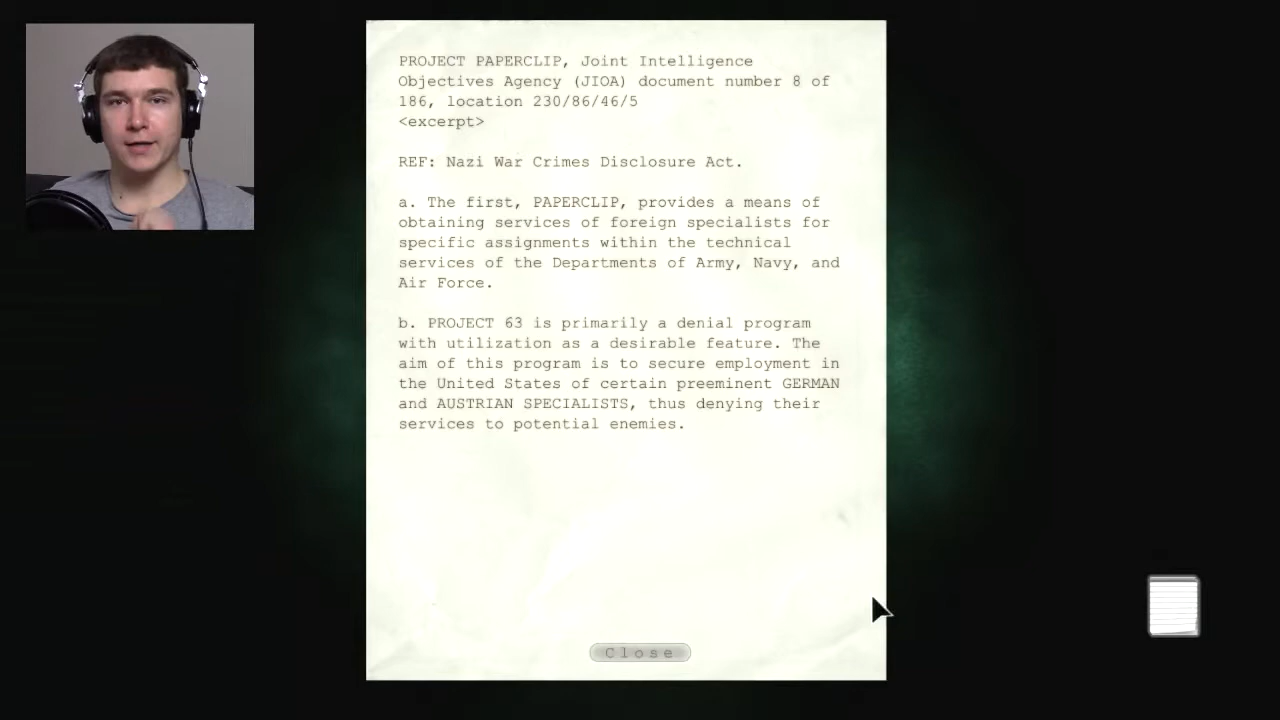 PROJECT PAPERCLIP, Joint Intelligence
Objectives Agency (JIOA) document number 8 of
186, location 230/86/46/5
<excerpt>
REF: Nazi War Crimes Disclosure Act.
a. The first, PAPERCLIP, provides a means of
obtaining services of foreign specialists for
specific assignments within the technical
services of the Departments of Army, Navy, and
Air Force.
b. PROJECT 63 is primarily a denial program
with utilization as a desirable feature. The
aim of this program is to secure employment in
the United States of certain preeminent GERMAN
and AUSTRIAN SPECIALISTS, thus denying their
services to potential enemies.
Close